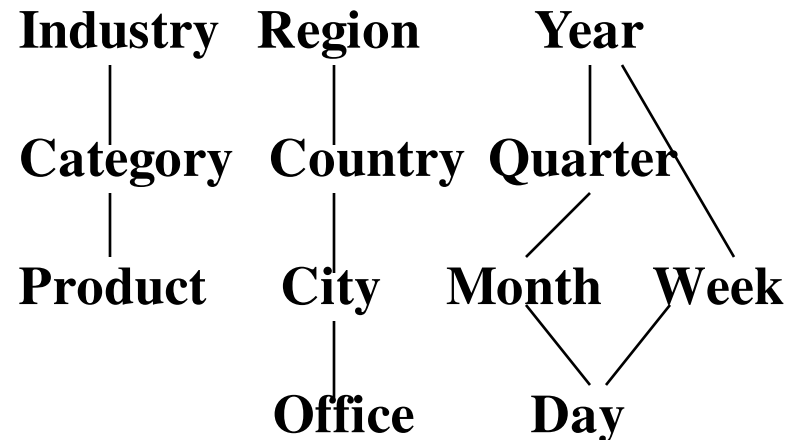 Industry Region Year
Category Country Quarter
Product City Month Week
Office Day